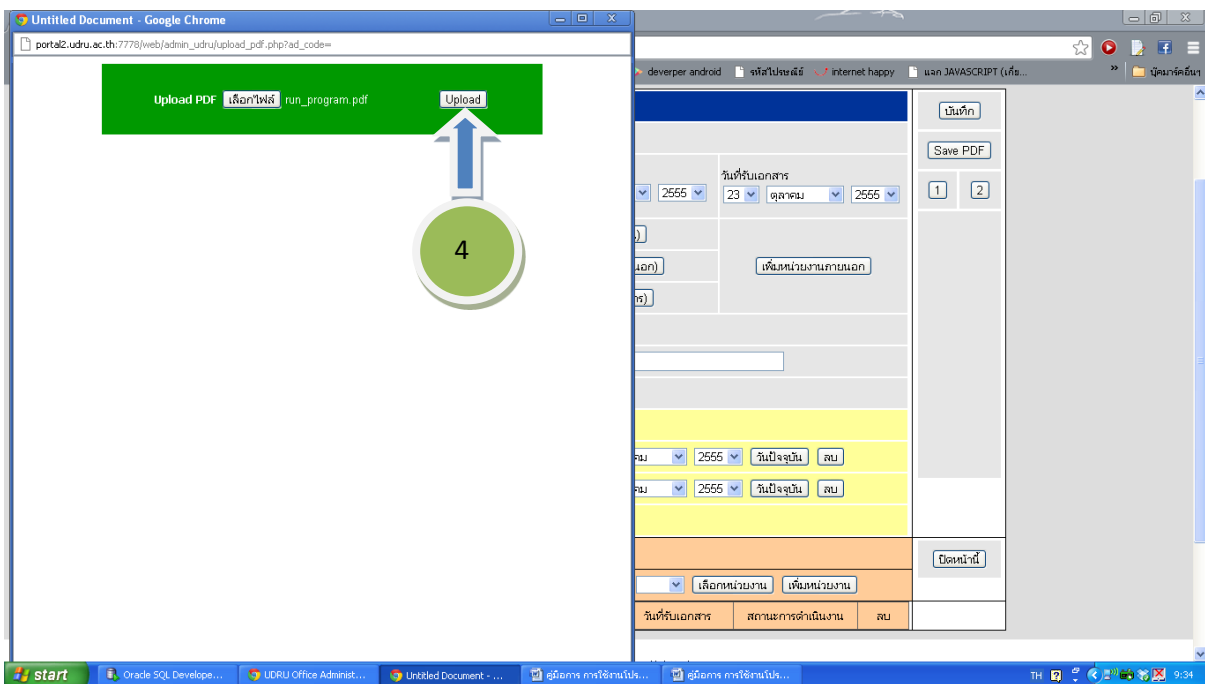 Untitled Document - Google Chrome
portal2.udru.ac.th:7778/web/admin_udru/upload_pdf.php?ad_code=
Upload PDF เลือกไฟล์ run_program.pdf Upload
4
deverper android รหัสไปรษณีย์ internet happy แจก JAVASCRIPT (เกี่ย... » บุ๊คมาร์คอื่นๆ
บันทึก
Save PDF
วันที่รับเอกสาร
2555 23 ตุลาคม 2555 1 2
นอก) เพิ่มหน่วยงานภายนอก
าร)
คม 2555 วันปัจจุบัน ลบ
คม 2555 วันปัจจุบัน ลบ
ปิดหน้านี้
เลือกหน่วยงาน เพิ่มหน่วยงาน
วันที่รับเอกสาร สถานะการดำเนินงาน ลบ
start Oracle SQL Develope... UDRU Office Administ... Untitled Document - ... คู่มือการ การใช้งานโปร... คู่มือการ การใช้งานโปร... TH 9:34